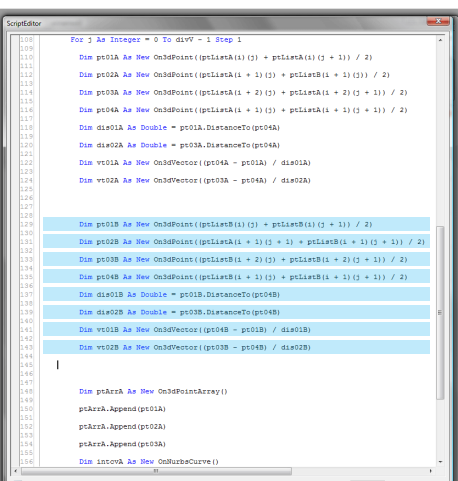 ScriptEditor
108 For j As Integer = 0 To divV - 1 Step 1
109
110 Dim pt01A As New On3dPoint((ptListA(i)(j) + ptListA(i)(j + 1)) / 2)
111
112 Dim pt02A As New On3dPoint((ptListA(i + 1)(j) + ptListB(i + 1)(j)) / 2)
113
114 Dim pt03A As New On3dPoint((ptListA(i + 2)(j) + ptListA(i + 2)(j + 1)) / 2)
115
116 Dim pt04A As New On3dPoint((ptListA(i + 1)(j) + ptListA(i + 1)(j + 1)) / 2)
117
118 Dim dis01A As Double = pt01A.DistanceTo(pt04A)
119
120 Dim dis02A As Double = pt03A.DistanceTo(pt04A)
121
122 Dim vt01A As New On3dVector((pt04A - pt01A) / dis01A)
123
124 Dim vt02A As New On3dVector((pt03A - pt04A) / dis02A)
125
126
127
128
129 Dim pt01B As New On3dPoint((ptListB(i)(j) + ptListB(i)(j + 1)) / 2)
130
131 Dim pt02B As New On3dPoint((ptListA(i + 1)(j + 1) + ptListB(i + 1)(j + 1)) / 2)
132
133 Dim pt03B As New On3dPoint((ptListB(i + 2)(j) + ptListB(i + 2)(j + 1)) / 2)
134
135 Dim pt04B As New On3dPoint((ptListB(i + 1)(j) + ptListB(i + 1)(j + 1)) / 2)
136
137 Dim dis01B As Double = pt01B.DistanceTo(pt04B)
138
139 Dim dis02B As Double = pt03B.DistanceTo(pt04B)
140
141 Dim vt01B As New On3dVector((pt04B - pt01B) / dis01B)
142
143 Dim vt02B As New On3dVector((pt03B - pt04B) / dis02B)
144
145
146
147
148 Dim ptArrA As New On3dPointArray()
149
150 ptArrA.Append(pt01A)
151
152 ptArrA.Append(pt02A)
153
154 ptArrA.Append(pt03A)
155
156 Dim intcvA As New OnNurbsCurve()